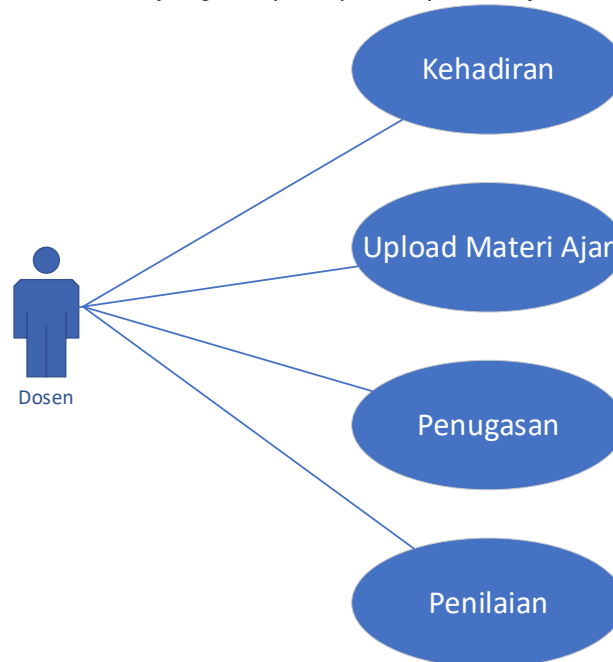 Kehadiran
Upload Materi Ajar
Dosen
Penugasan
Penilaian